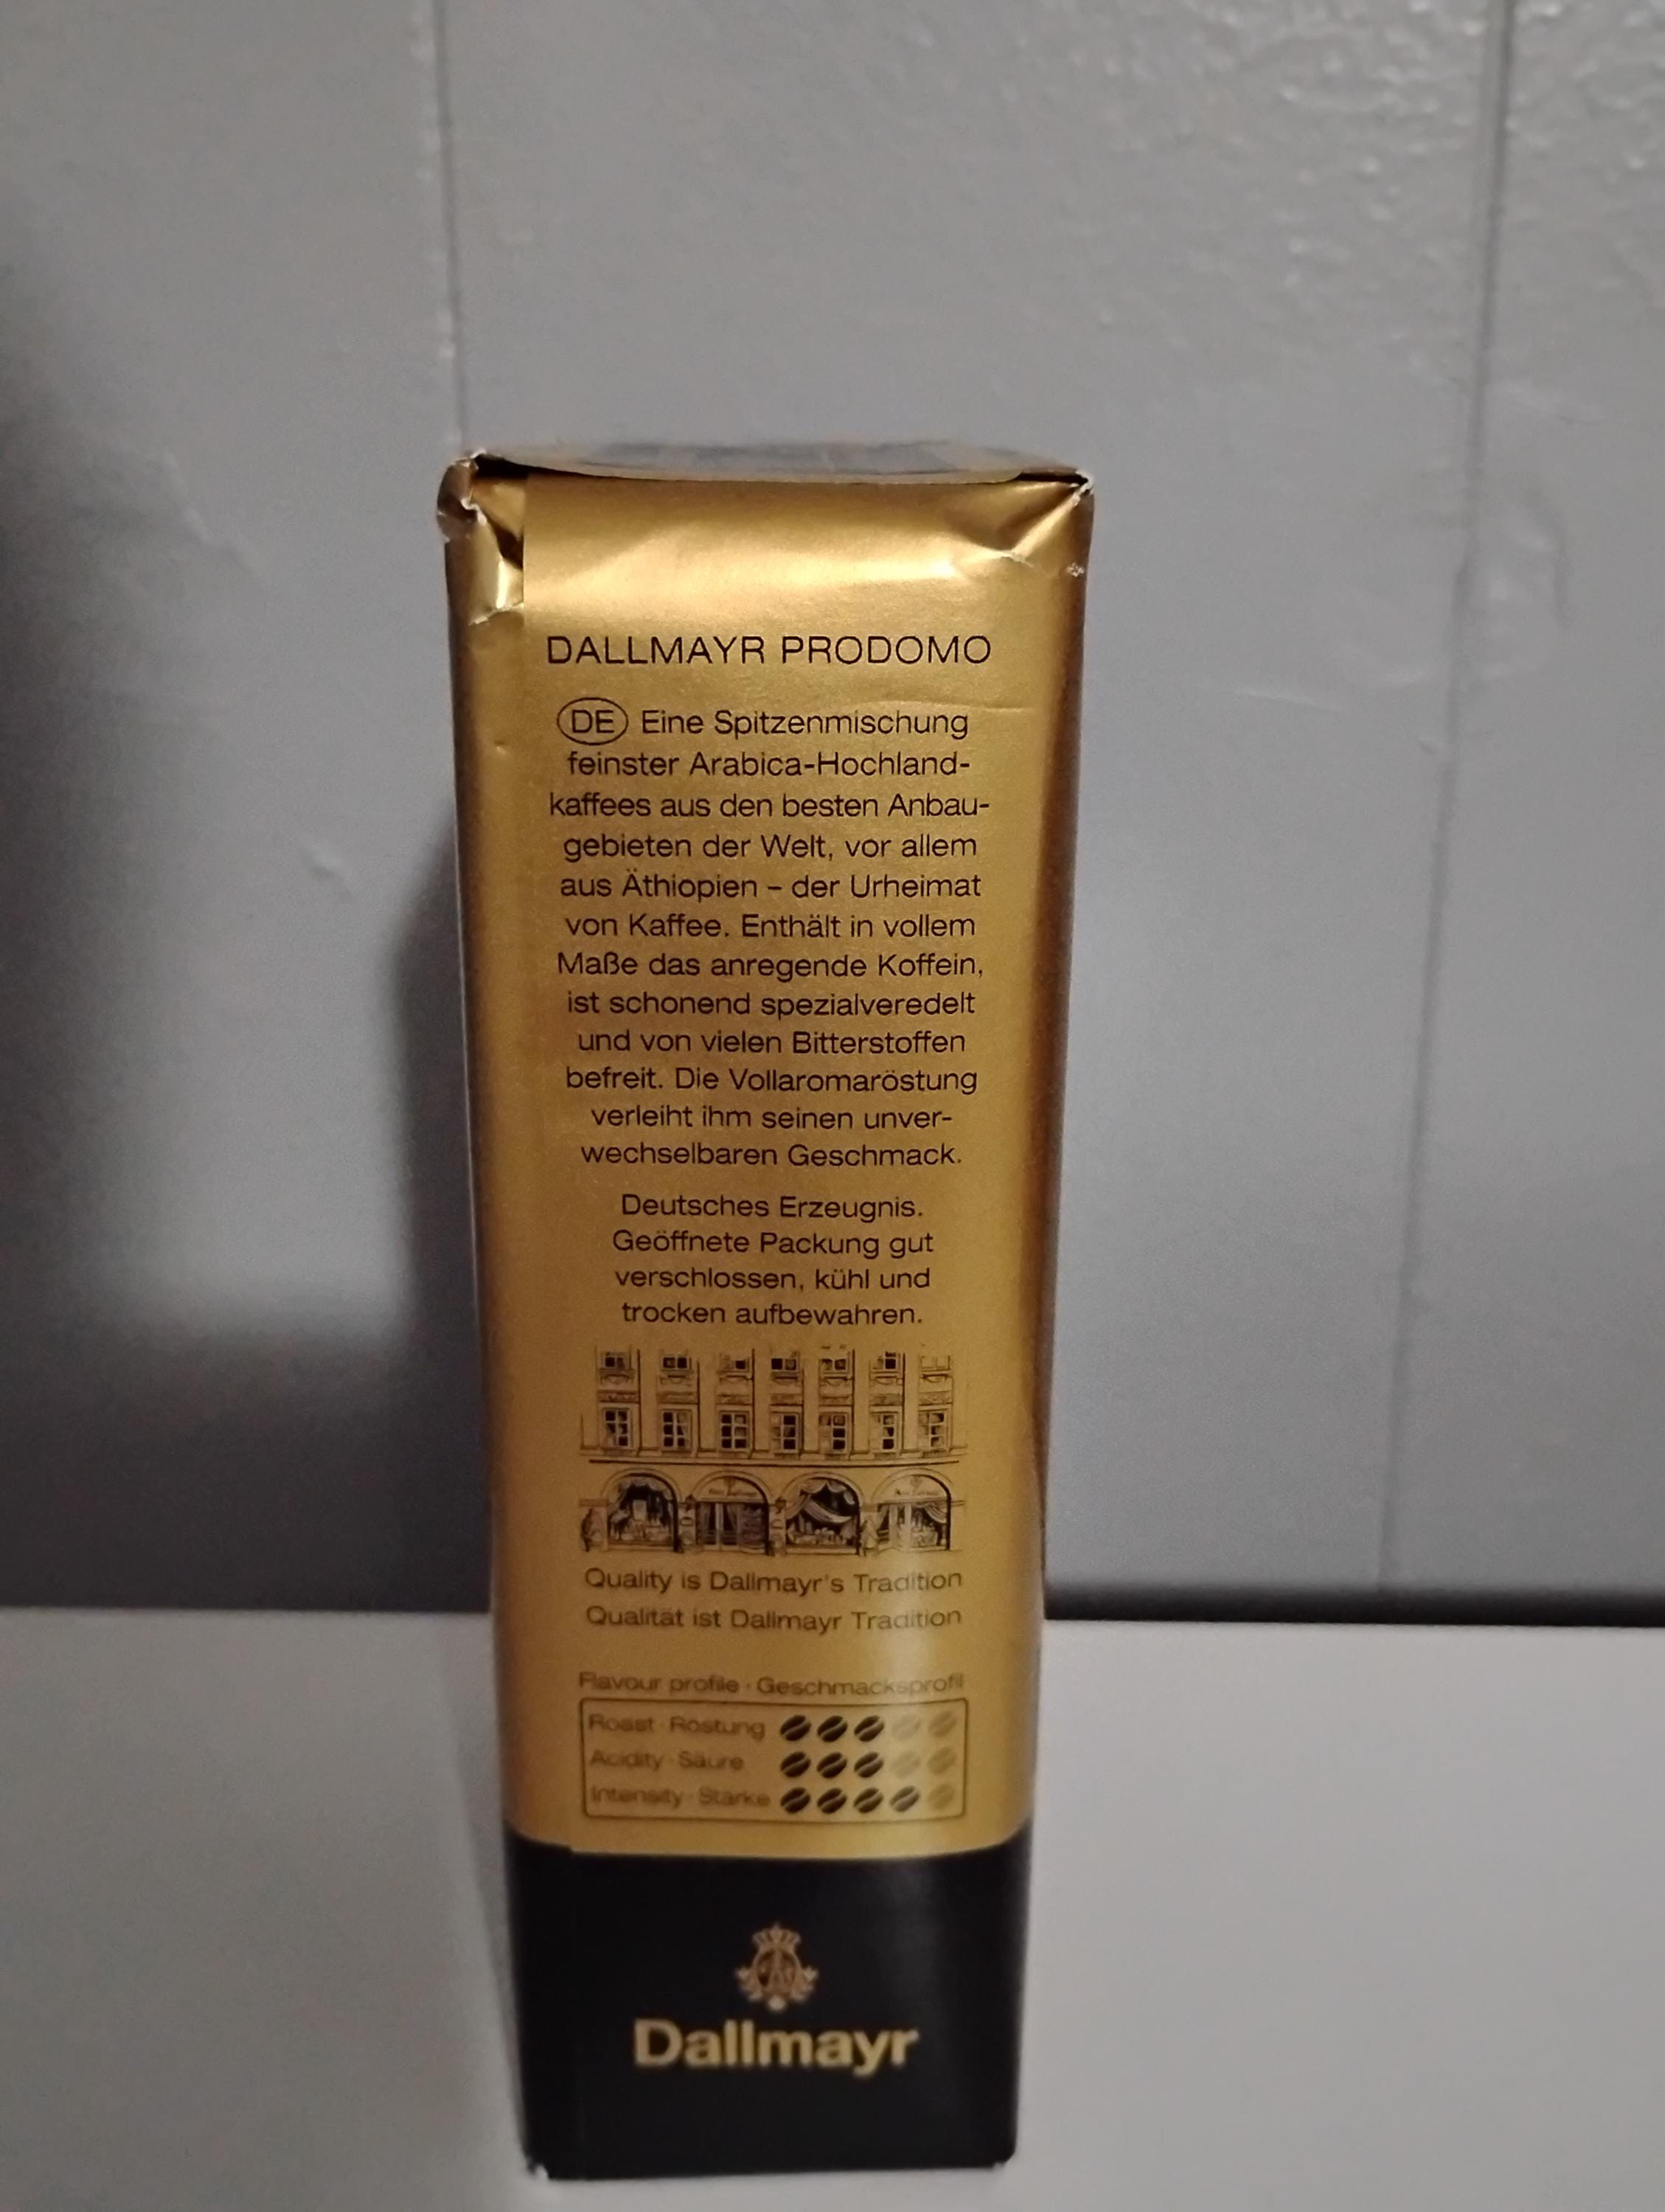 DALLMAYR PRODOMO
DE Eine Spitzenmischung
feinster Arabica-Hochland-
kaffees aus den besten Anbau-
gebieten der Welt, vor allem
aus Äthiopien – der Urheimat
von Kaffee. Enthält in vollem
Maße das anregende Koffein,
ist schonend spezialveredelt
und von vielen Bitterstoffen
befreit. Die Vollaromaröstung
verleiht ihm seinen unver-
wechselbaren Geschmack.
Deutsches Erzeugnis.
Geöffnete Packung gut
verschlossen, kühl und
trocken aufbewahren.
Quality is Dallmayr's Tradition
Qualität ist Dallmayr Tradition
Flavour profile · Geschmacksprofil
Roast · Röstung
Acidity · Säure
Intensity · Stärke
Dallmayr